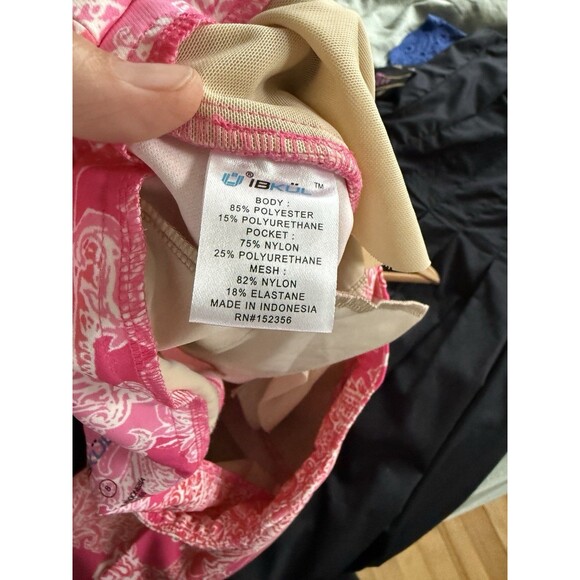 IBKÜL™
BODY :
85% POLYESTER
15% POLYURETHANE
POCKET :
75% NYLON
25% POLYURETHANE
MESH :
82% NYLON
18% ELASTANE
MADE IN INDONESIA
RN#152356